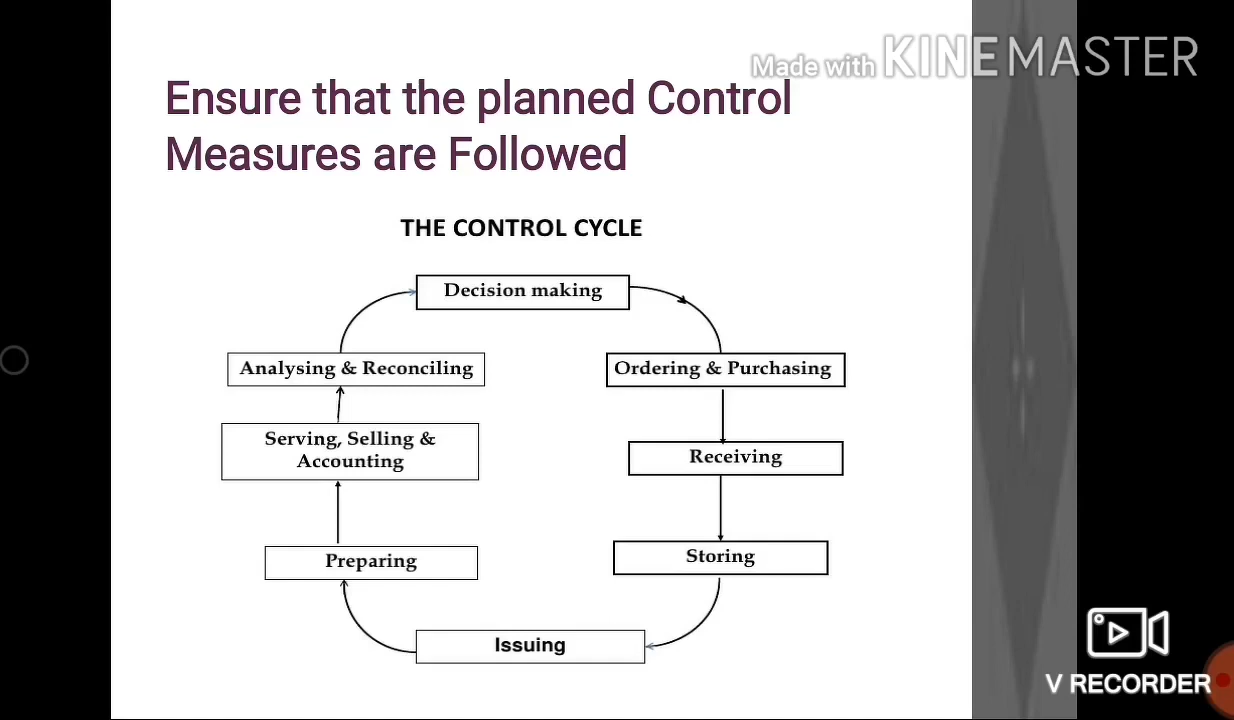 Made with KINEMASTER
Ensure that the planned Control
Measures are Followed
THE CONTROL CYCLE
Decision making
Analysing & Reconciling
Ordering & Purchasing
Serving, Selling &
Accounting
Receiving
Preparing
Storing
Issuing
V RECORDER